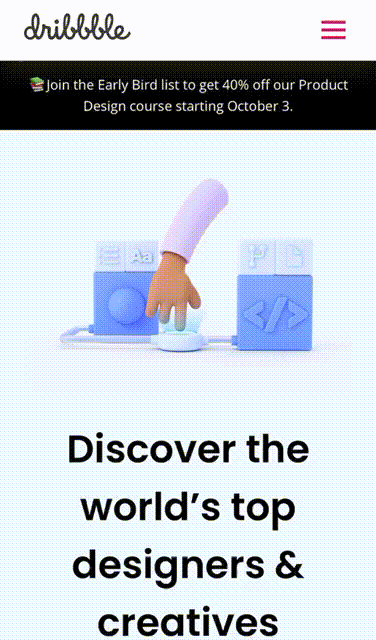 dribbble
📚Join the Early Bird list to get 40% off our Product
Design course starting October 3.
Aa
</>
Discover the
world’s top
designers &
creatives